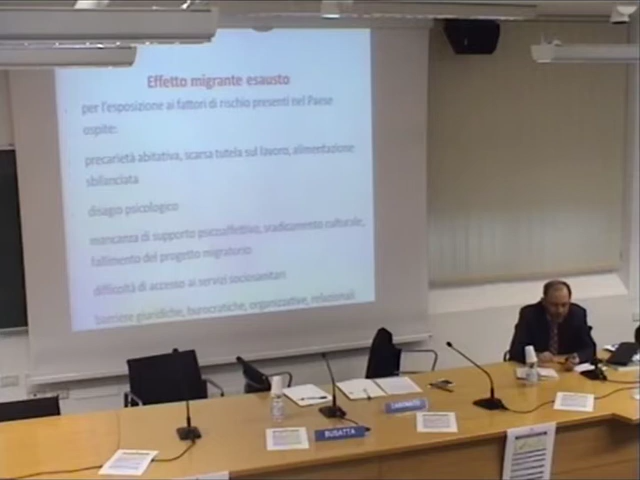 Effetto migrante esausto
per l'esposizione ai fattori di rischio presenti nel Paese
ospite:
precarietà abitativa, scarsa tutela sul lavoro, alimentazione
sbilanciata
disagio psicologico
mancanza di supporto psicoaffettivo, sradicamento culturale,
fallimento del progetto migratorio
difficoltà di accesso ai servizi sociosanitari
barriere giuridiche, burocratiche, organizzative, relazionali
BUSATTA